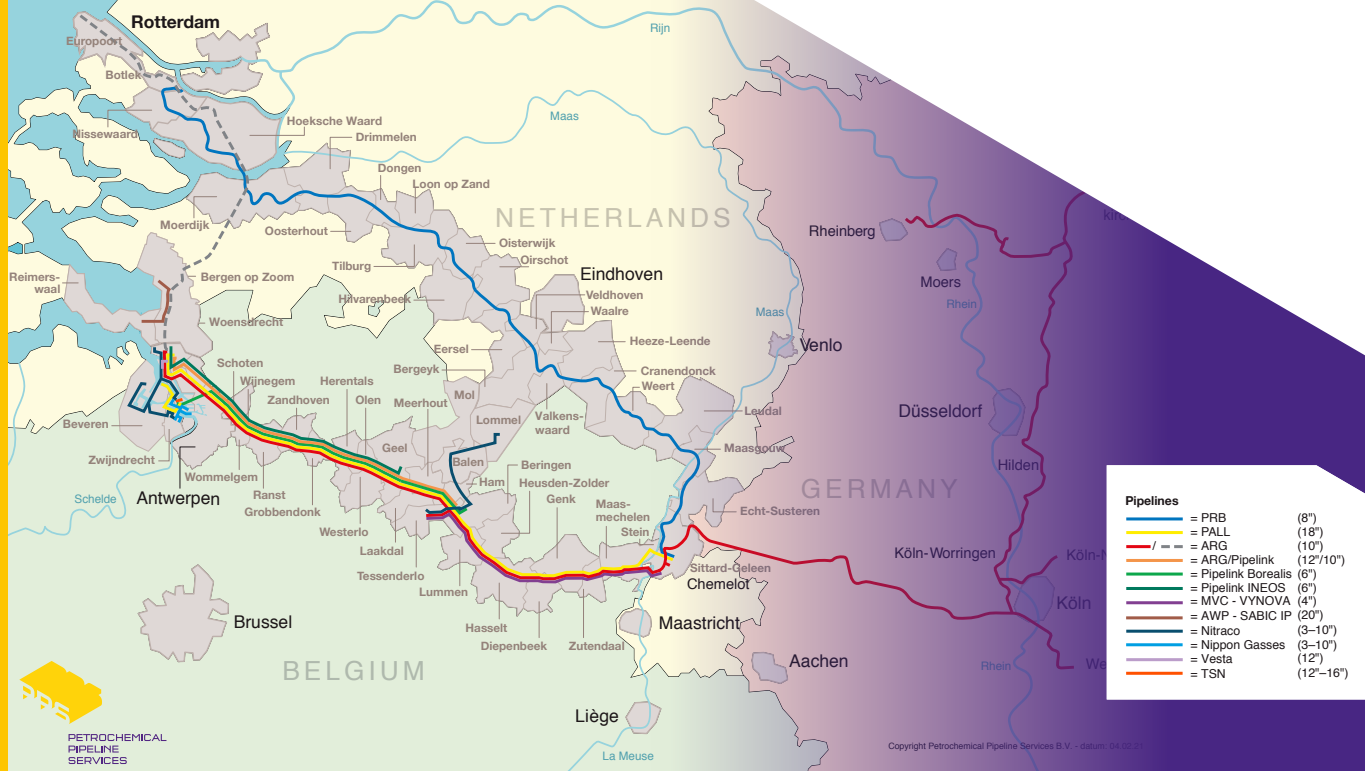 Rotterdam
Europoort
Rijn
Botlek
Maas
Hoeksche Waard
Nissewaard
Drimmelen
Dongen
Loon op Zand
NETHERLANDS
Moerdijk
Oosterhout
Rheinberg
Oisterwijk
Oirschot
Tilburg
Reimers-
waal
Bergen op Zoom
Eindhoven
Moers
Hilvarenbeek
Veldhoven
Waalre
Rhein
Maas
Woensdrecht
Heeze-Leende
Eersel
Venlo
Schoten
Bergeyk
Cranendonck
Wijnegem
Herentals
Weert
Zandhoven
Olen
Meerhout
Mol
Leudal
Düsseldorf
Lommel
Valkens-
waard
Beveren
Geel
Maasgouw
Zwijndrecht
Balen
Beringen
Hilden
Wommelgem
Ham
Heusden-Zolder
GERMANY
Antwerpen
Ranst
Genk
Maas-
mechelen
Schelde
Grobbendonk
Echt-Susteren
Westerlo
Stein
Laakdal
Köln-Worringen
Sittard-Geleen
Tessenderlo
Chemelot
Lummen
Köln
Brussel
Hasselt
Maastricht
Diepenbeek
Zutendaal
BELGIUM
Aachen
Rhein
Liège
La Meuse
Pipelines
= PRB (8")
= PALL (18")
/ = ARG (10")
= ARG/Pipelink (12"/10")
= Pipelink Borealis (6")
= Pipelink INEOS (6")
= MVC - VYNOVA (4")
= AWP - SABIC IP (20")
= Nitraco (3–10")
= Nippon Gasses (3–10")
= Vesta (12")
= TSN (12"–16")
PPS
PETROCHEMICAL
PIPELINE
SERVICES
Copyright Petrochemical Pipeline Services B.V. - datum: 04.02.21